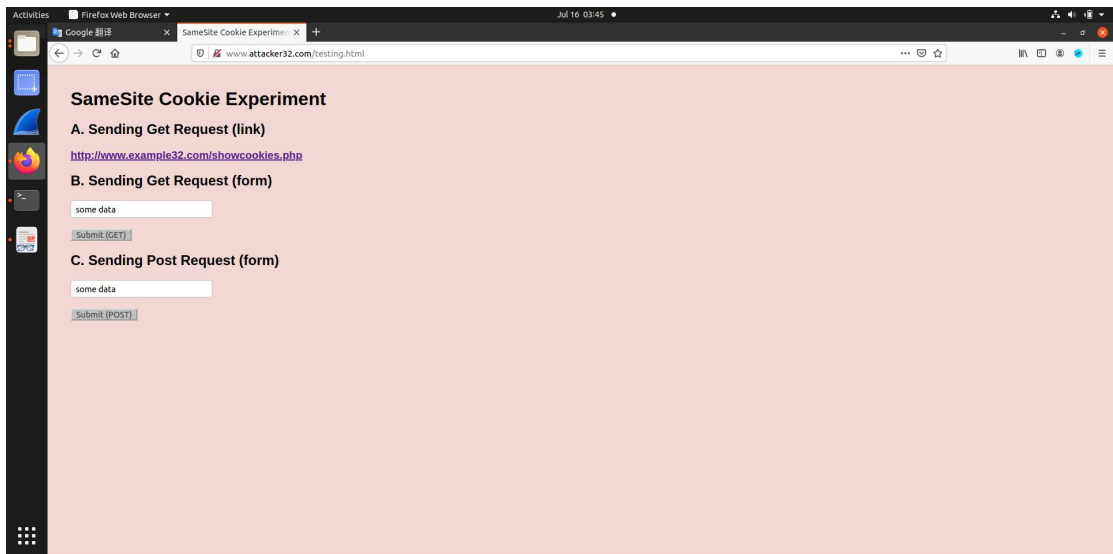 Activities Firefox Web Browser Jul 16 03:45
Google 翻译 SameSite Cookie Experimen
www.attacker32.com/testing.html
SameSite Cookie Experiment
A. Sending Get Request (link)
http://www.example32.com/showcookies.php
B. Sending Get Request (form)
some data
Submit (GET)
C. Sending Post Request (form)
some data
Submit (POST)